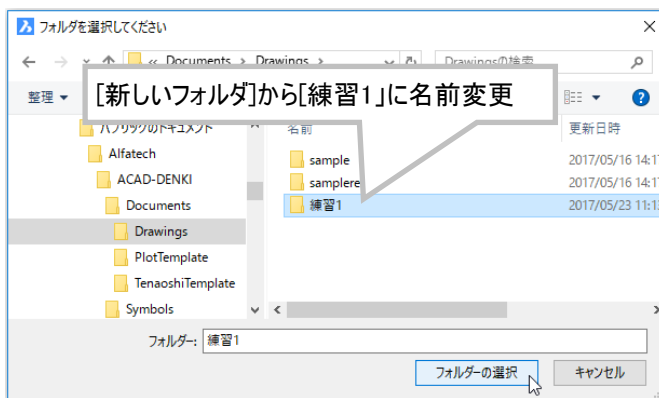 フォルダを選択してください
« Documents > Drawings > Drawingsの検索
整理
[新しいフォルダ]から[練習1」に名前変更
パブリックのドキュメント
名前 更新日時
Alfatech
sample 2017/05/16 14:17
ACAD-DENKI
samplere 2017/05/16 14:17
Documents
練習1 2017/05/23 11:13
Drawings
PlotTemplate
TenaoshiTemplate
Symbols
フォルダー: 練習1
フォルダーの選択 キャンセル